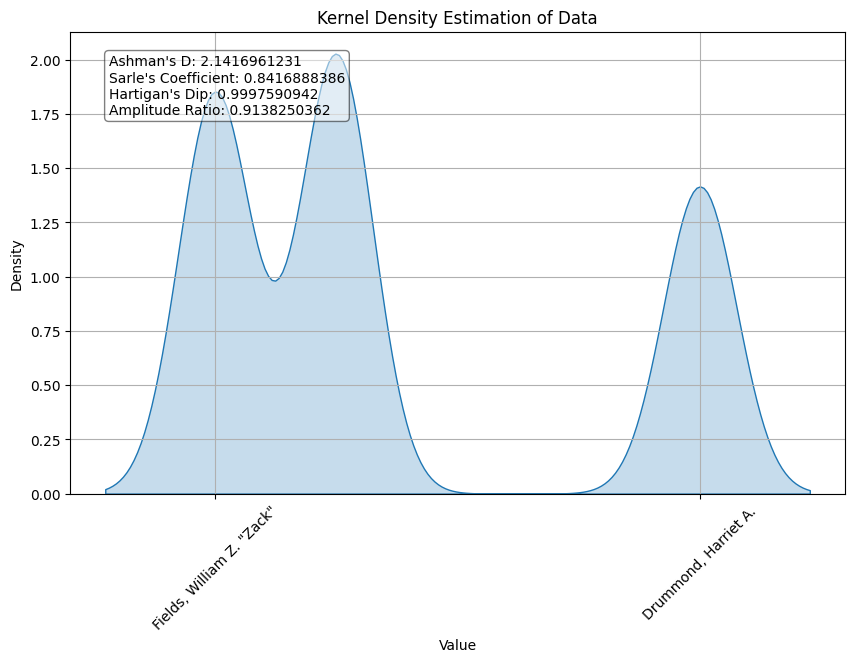 Kernel Density Estimation of Data
Ashman's D: 2.1416961231
Sarle's Coefficient: 0.8416888386
Hartigan's Dip: 0.9997590942
Amplitude Ratio: 0.9138250362
Density
2.00
1.75
1.50
1.25
1.00
0.75
0.50
0.25
0.00
Fields, William Z. "Zack"
Drummond, Harriet A.
Value